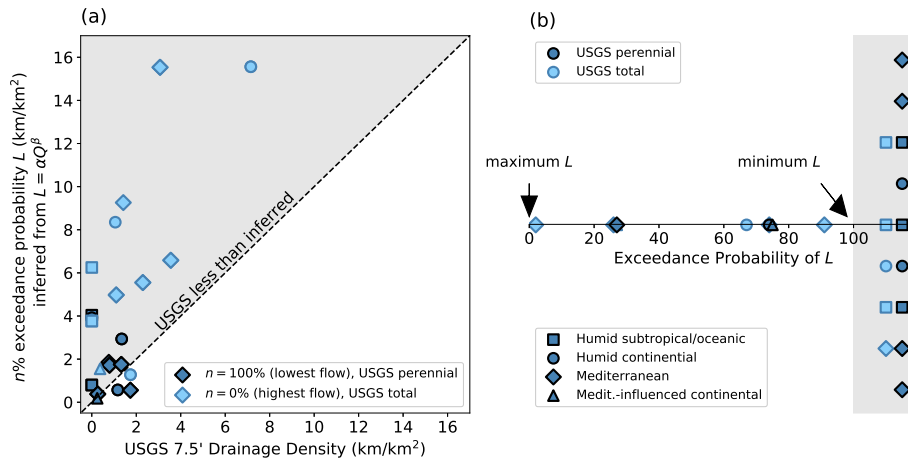 (a)
16
14
12
10
8
6
4
2
0
n% exceedance probability L (km/km²)
inferred from L = αQᵝ
USGS less than inferred
n = 100% (lowest flow), USGS perennial
n = 0% (highest flow), USGS total
0 2 4 6 8 10 12 14 16
USGS 7.5' Drainage Density (km/km²)
(b)
USGS perennial
USGS total
maximum L
minimum L
0 20 40 60 80 100
Exceedance Probability of L
Humid subtropical/oceanic
Humid continental
Mediterranean
Medit.-influenced continental